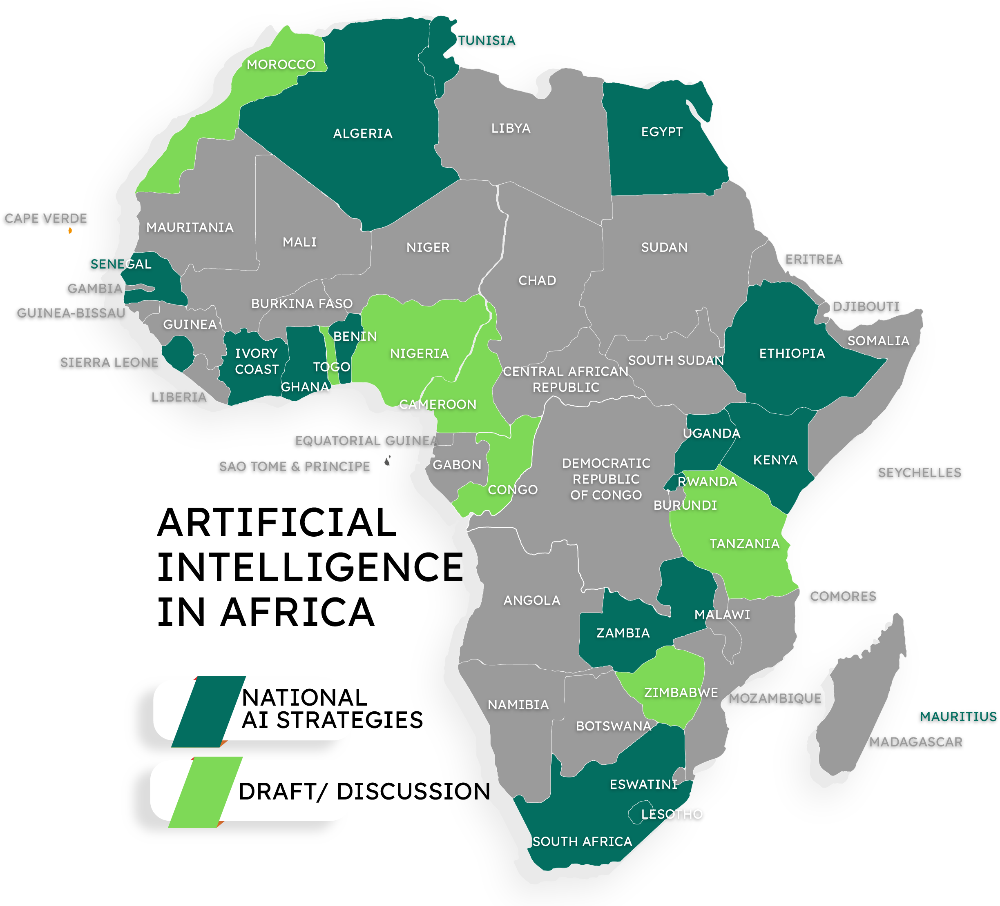 TUNISIA
MOROCCO
LIBYA
EGYPT
ALGERIA
CAPE VERDE
MAURITANIA
MALI
NIGER
SUDAN
ERITREA
SENEGAL
CHAD
GAMBIA
BURKINA FASO
DJIBOUTI
GUINEA-BISSAU
GUINEA
BENIN
SOMALIA
IVORY
COAST
NIGERIA
ETHIOPIA
SOUTH SUDAN
SIERRA LEONE
TOGO
CENTRAL AFRICAN
REPUBLIC
GHANA
LIBERIA
CAMEROON
UGANDA
EQUATORIAL GUINEA
KENYA
SAO TOME & PRINCIPE
GABON
DEMOCRATIC
REPUBLIC
OF CONGO
SEYCHELLES
RWANDA
CONGO
BURUNDI
ARTIFICIAL
INTELLIGENCE
IN AFRICA
TANZANIA
COMORES
ANGOLA
MALAWI
ZAMBIA
ZIMBABWE
MOZAMBIQUE
NAMIBIA
MAURITIUS
BOTSWANA
MADAGASCAR
NATIONAL
AI STRATEGIES
ESWATINI
DRAFT/ DISCUSSION
LESOTHO
SOUTH AFRICA